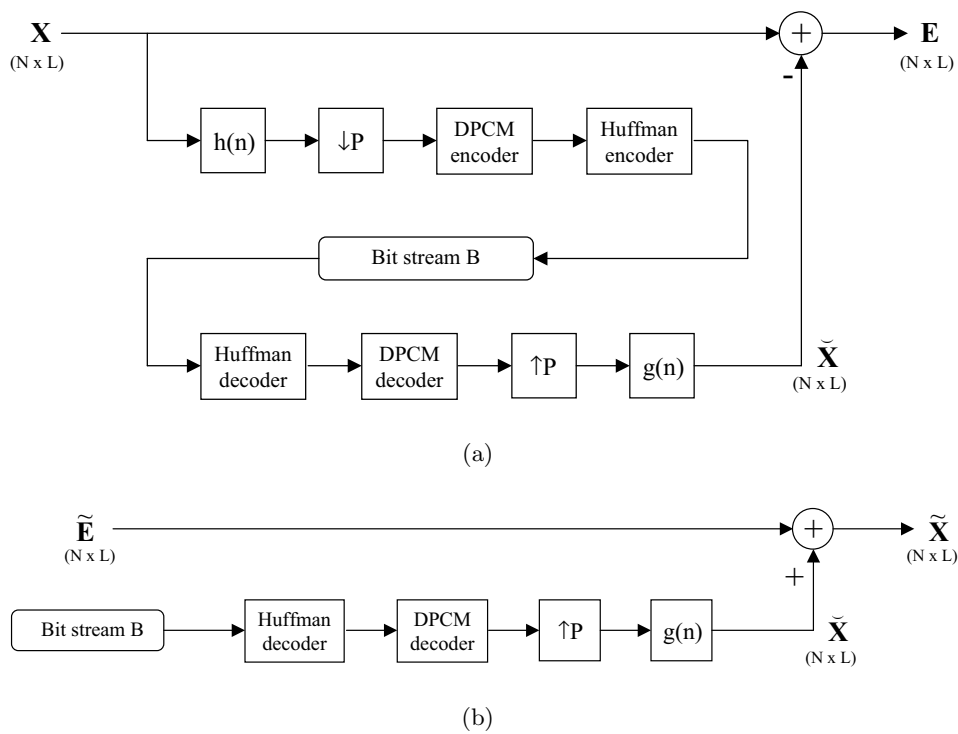 X
(N x L)
+
-
E
(N x L)
h(n)
↓P
DPCM
encoder
Huffman
encoder
Bit stream B
Huffman
decoder
DPCM
decoder
↑P
g(n)
X̆
(N x L)
(a)
Ẽ
(N x L)
+
+
X̃
(N x L)
Bit stream B
Huffman
decoder
DPCM
decoder
↑P
g(n)
X̆
(N x L)
(b)